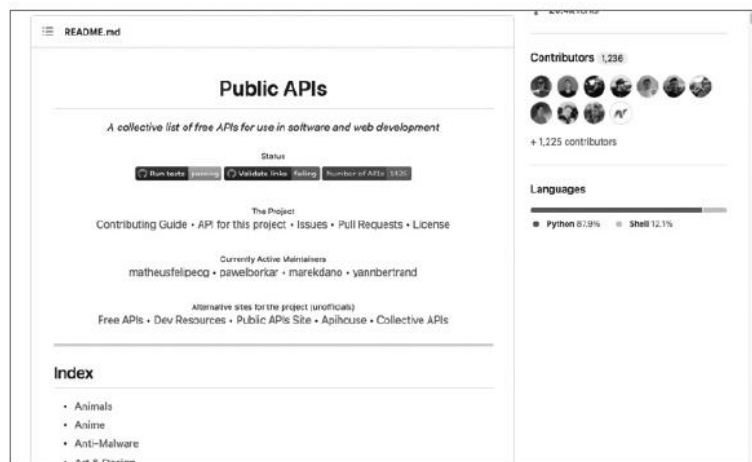 README.md
Public APIs
A collective list of free APIs for use in software and web development
Status
Run tests passing Validate links failing Number of APIs
The Project
Contributing Guide • API for this project • Issues • Pull Requests • License
Currently Active Maintainers
matheusfelipeog • pawelborkar • marekdano • yannbertrand
Alternative sites for the project (unofficials)
Free APIs • Dev Resources • Public APIs Site • Apihouse • Collective APIs
Index
• Animals
• Anime
• Anti-Malware
Contributors 1,236
+ 1,225 contributors
Languages
Python 87.9% Shell 12.1%